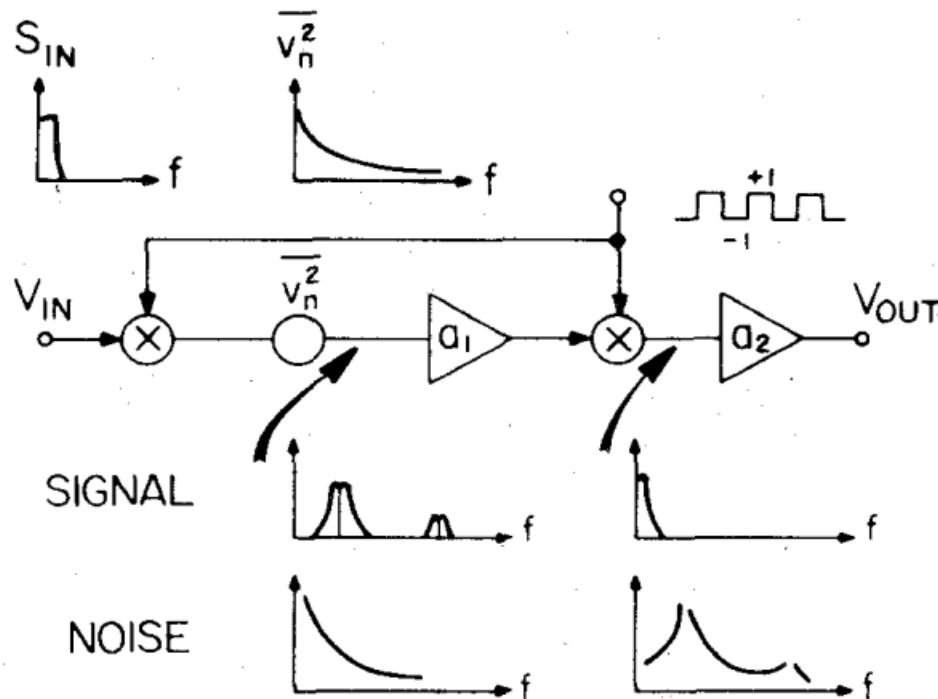 S_IN
v_n^2
f
f
+1
-1
V_IN
v_n^2
a_1
a_2
V_OUT
SIGNAL
f
f
NOISE
f
f